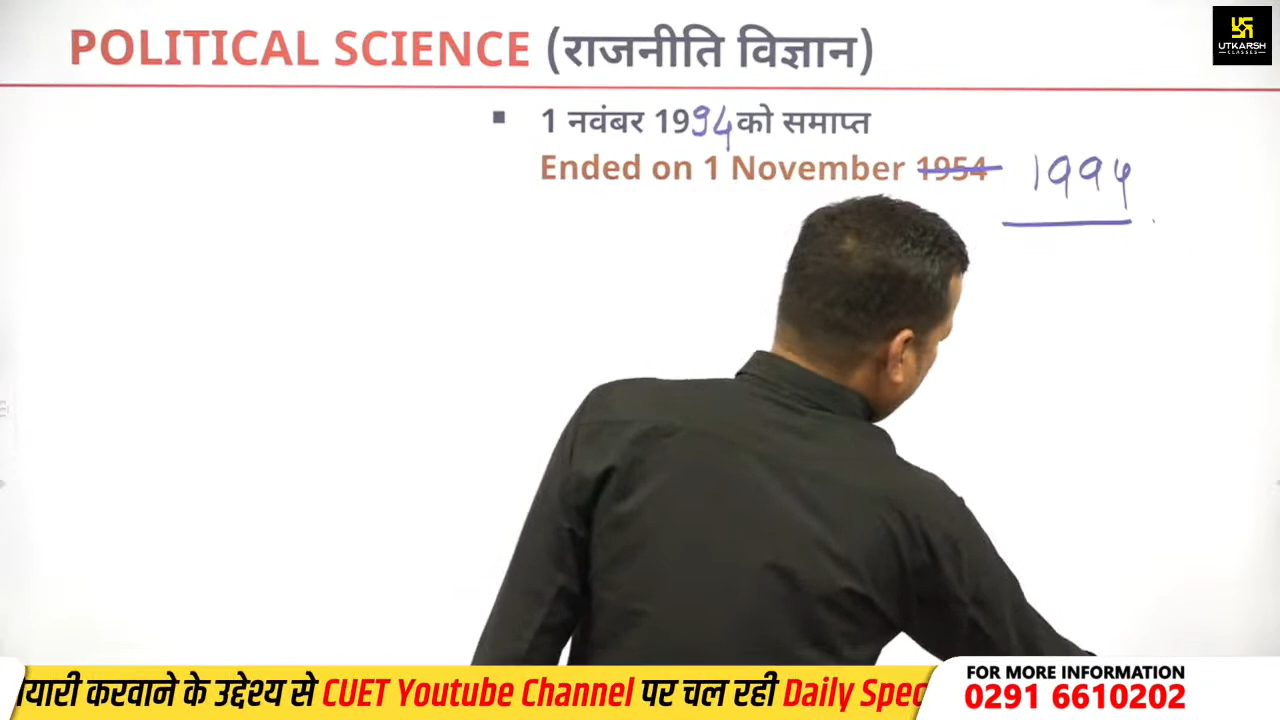 POLITICAL SCIENCE (राजनीति विज्ञान)
UTKARSH
CLASSES
▪ 1 नवंबर 1994 को समाप्त
Ended on 1 November 1954 1994
यारी करवाने के उद्देश्य से CUET Youtube Channel पर चल रही Daily Spec
FOR MORE INFORMATION
0291 6610202